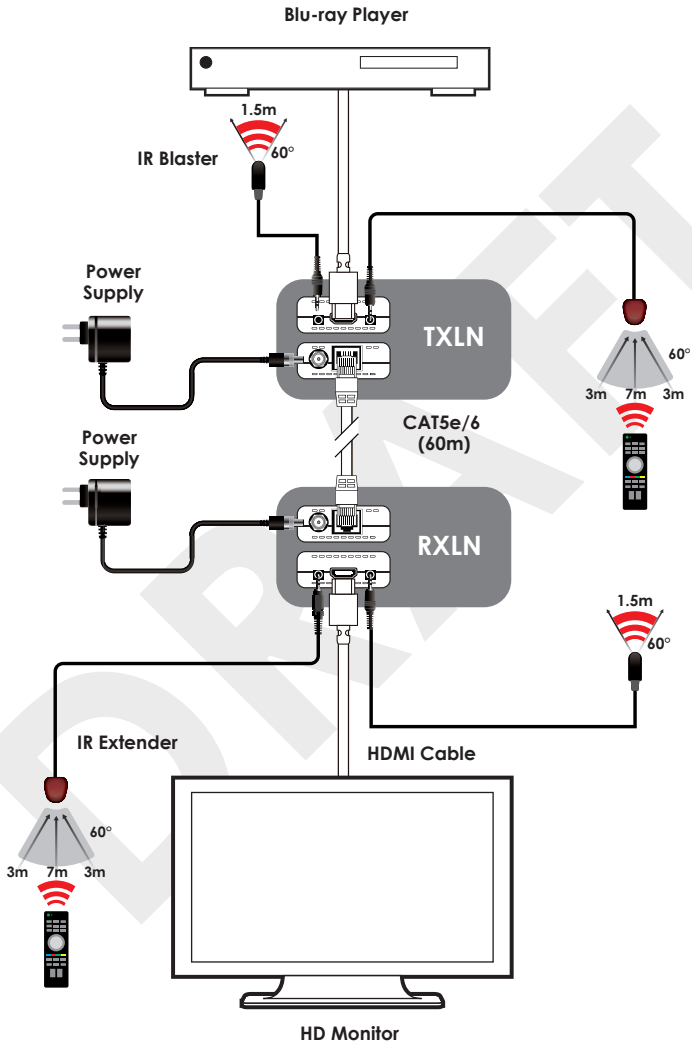 Blu-ray Player
1.5m
60°
IR Blaster
Power
Supply
TXLN
60°
3m 7m 3m
CAT5e/6
(60m)
Power
Supply
RXLN
1.5m
60°
IR Extender
HDMI Cable
60°
3m 7m 3m
HD Monitor
DRAFT